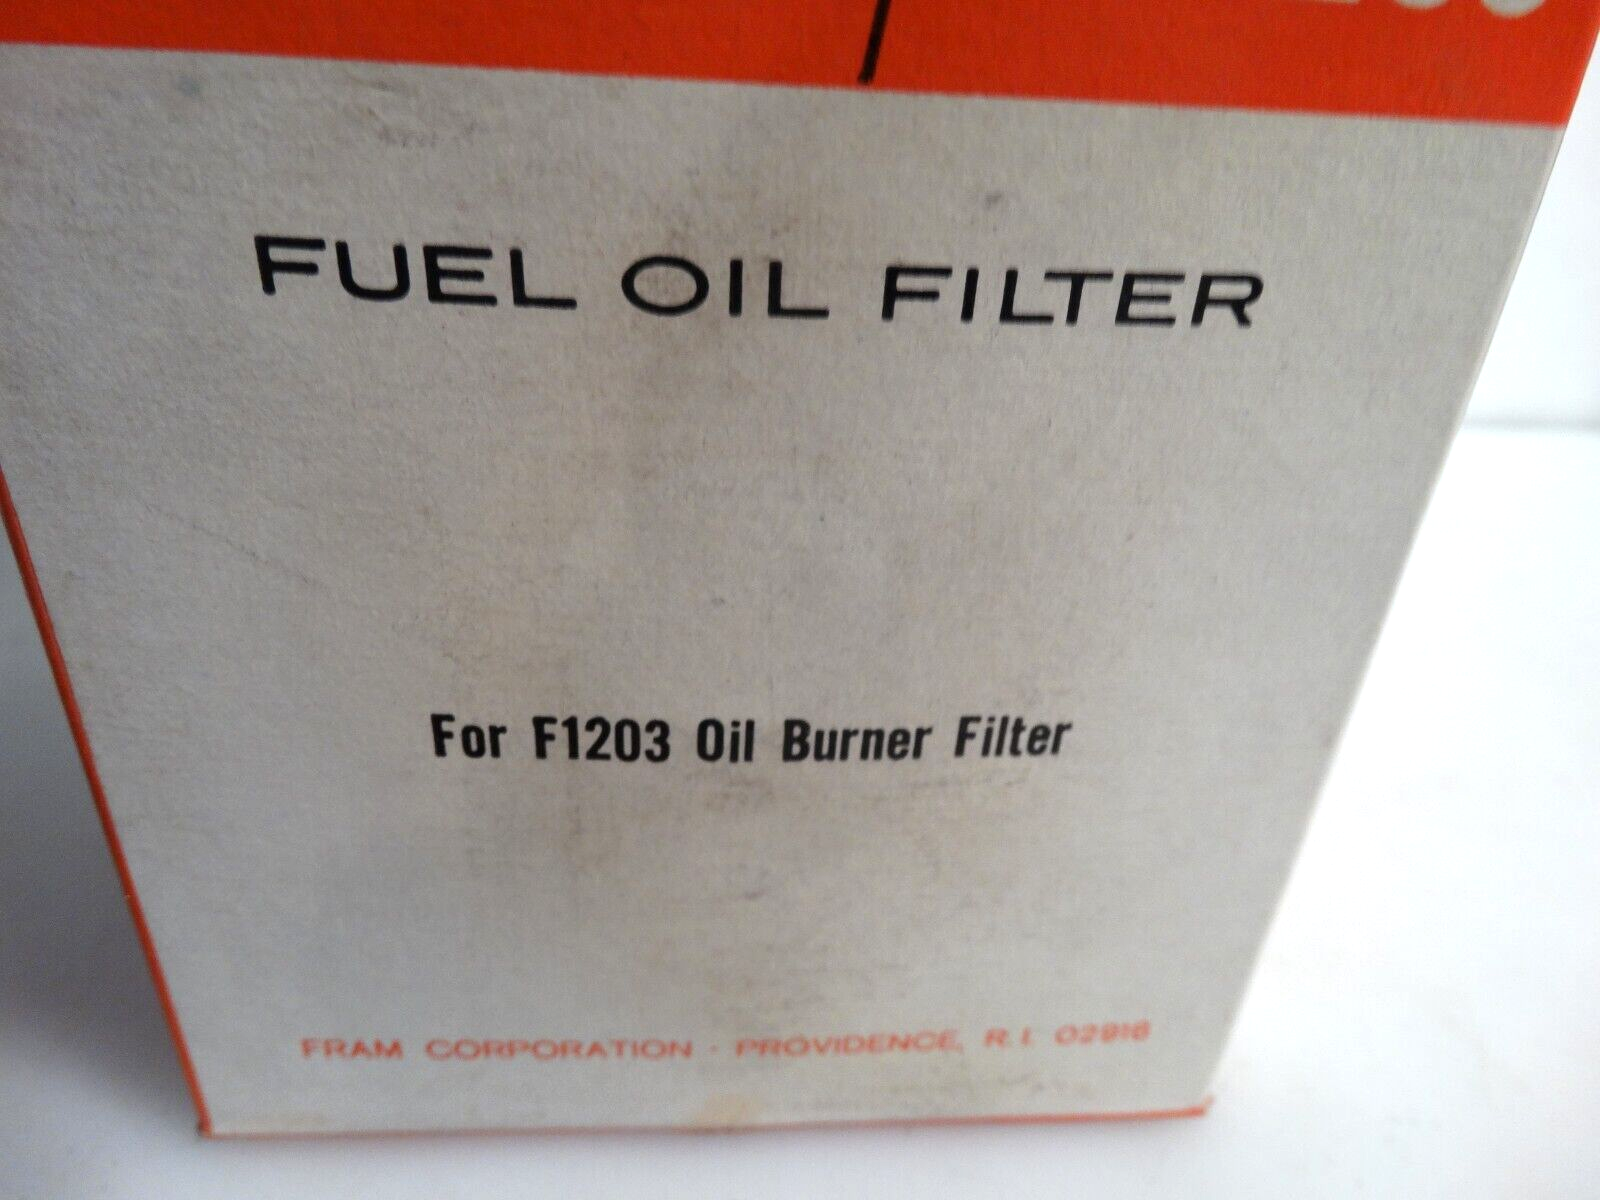 FUEL OIL FILTER
For F1203 Oil Burner Filter
FRAM CORPORATION · PROVIDENCE, R.I. 02916